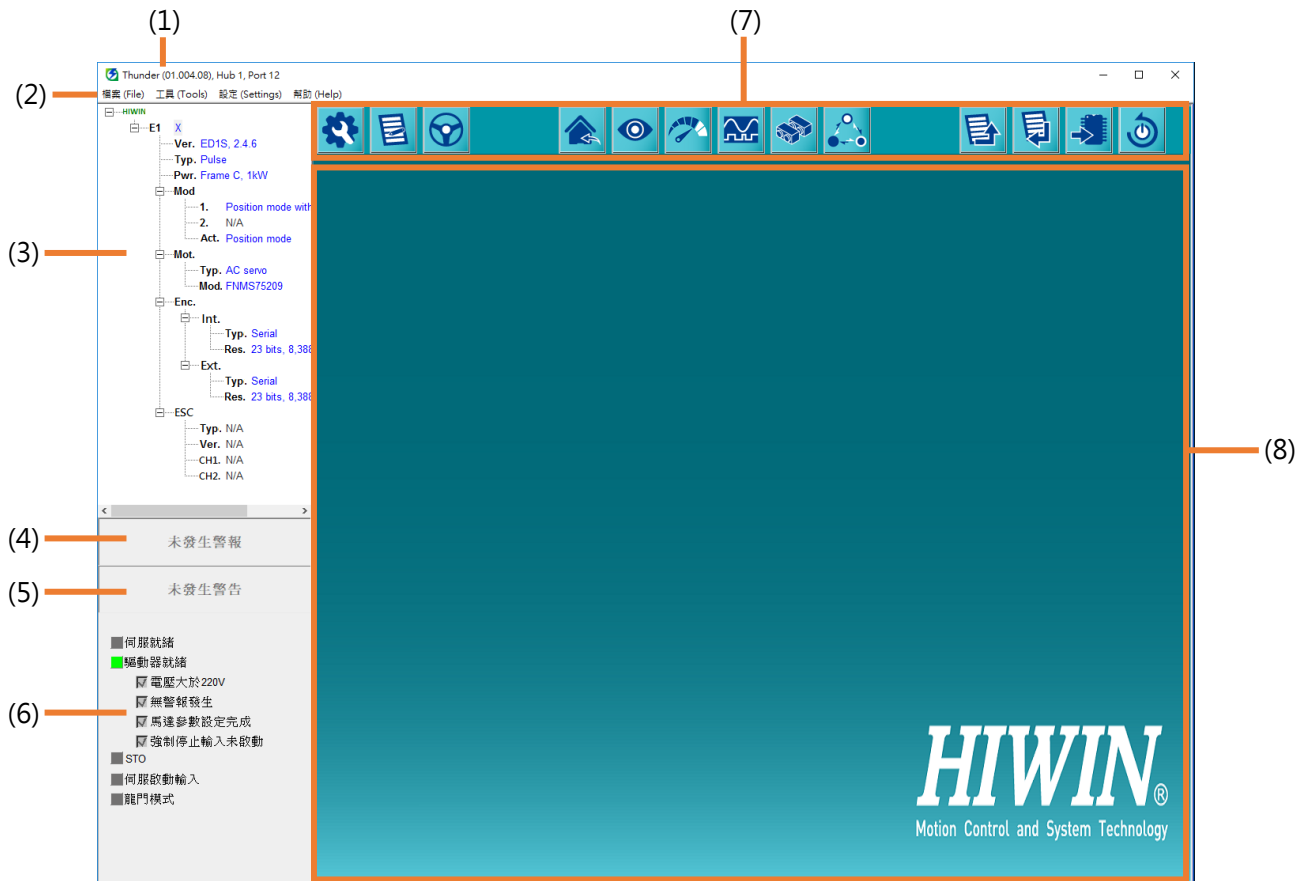 (1)
(7)
Thunder (01.004.08), Hub 1, Port 12
(2)
檔案 (File) 工具 (Tools) 設定 (Settings) 幫助 (Help)
HIWIN
E1 X
Ver. ED1S, 2.4.6
Typ. Pulse
Pwr. Frame C, 1kW
Mod
1. Position mode with
2. N/A
Act. Position mode
(3)
Mot.
Typ. AC servo
Mod. FNMS75209
Enc.
Int.
Typ. Serial
Res. 23 bits, 8,388
Ext.
Typ. Serial
Res. 23 bits, 8,388
ESC
Typ. N/A
Ver. N/A
CH1. N/A
CH2. N/A
(8)
(4)
未發生警報
(5)
未發生警告
伺服就緒
驅動器就緒
電壓大於220V
無警報發生
(6)
馬達參數設定完成
強制停止輸入未啟動
STO
伺服啟動輸入
龍門模式
HIWIN®
Motion Control and System Technology